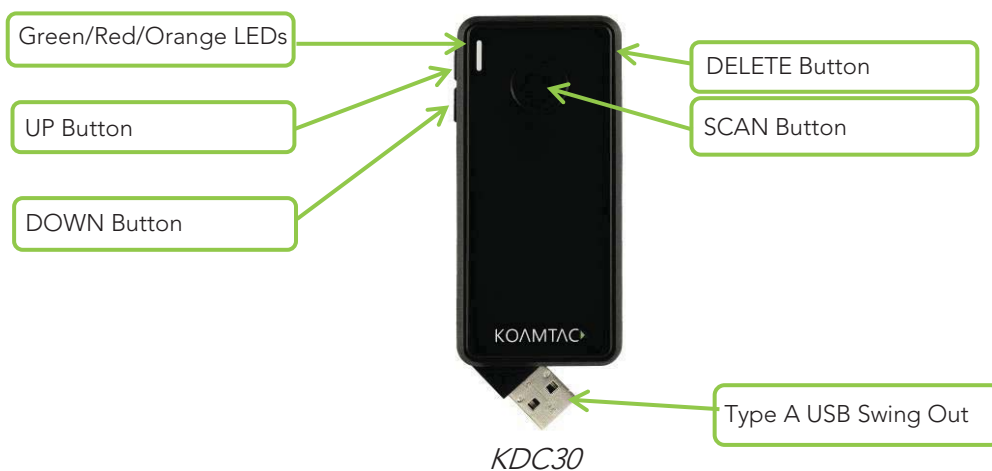 Green/Red/Orange LEDs
DELETE Button
UP Button
SCAN Button
DOWN Button
KOAMTAC
Type A USB Swing Out
KDC30